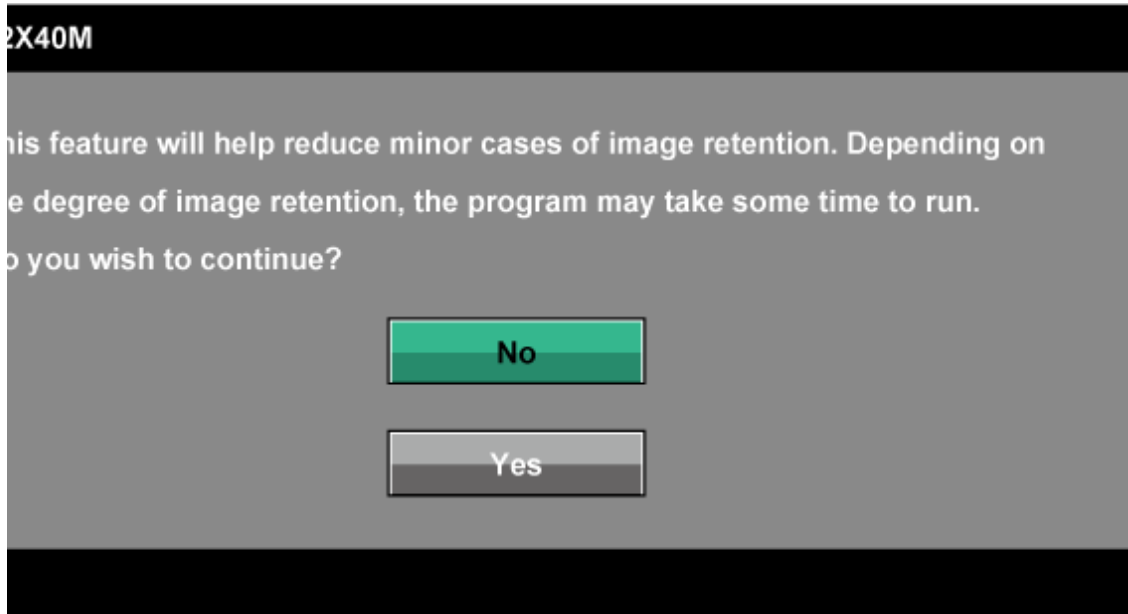 2X40M
his feature will help reduce minor cases of image retention. Depending on
e degree of image retention, the program may take some time to run.
o you wish to continue?
No
Yes